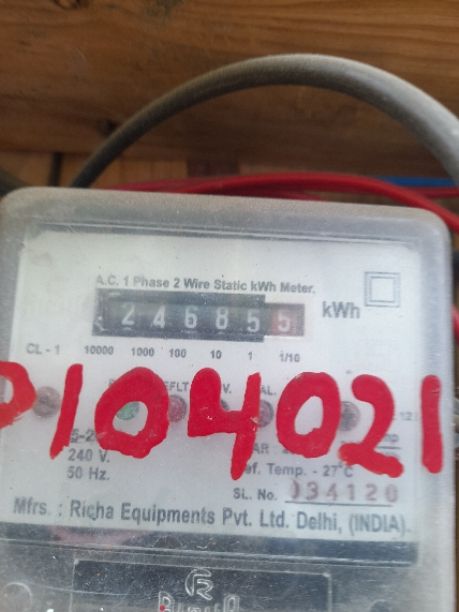 A.C. 1 Phase 2 Wire Static kWh Meter.
246855 kWh
CL - 1 10000 1000 100 10 1 1/10
P104021
240 V.
50 Hz.
Ref. Temp. - 27°C
SL. No. 034120
Mfrs. : Richa Equipments Pvt. Ltd. Delhi, (INDIA).